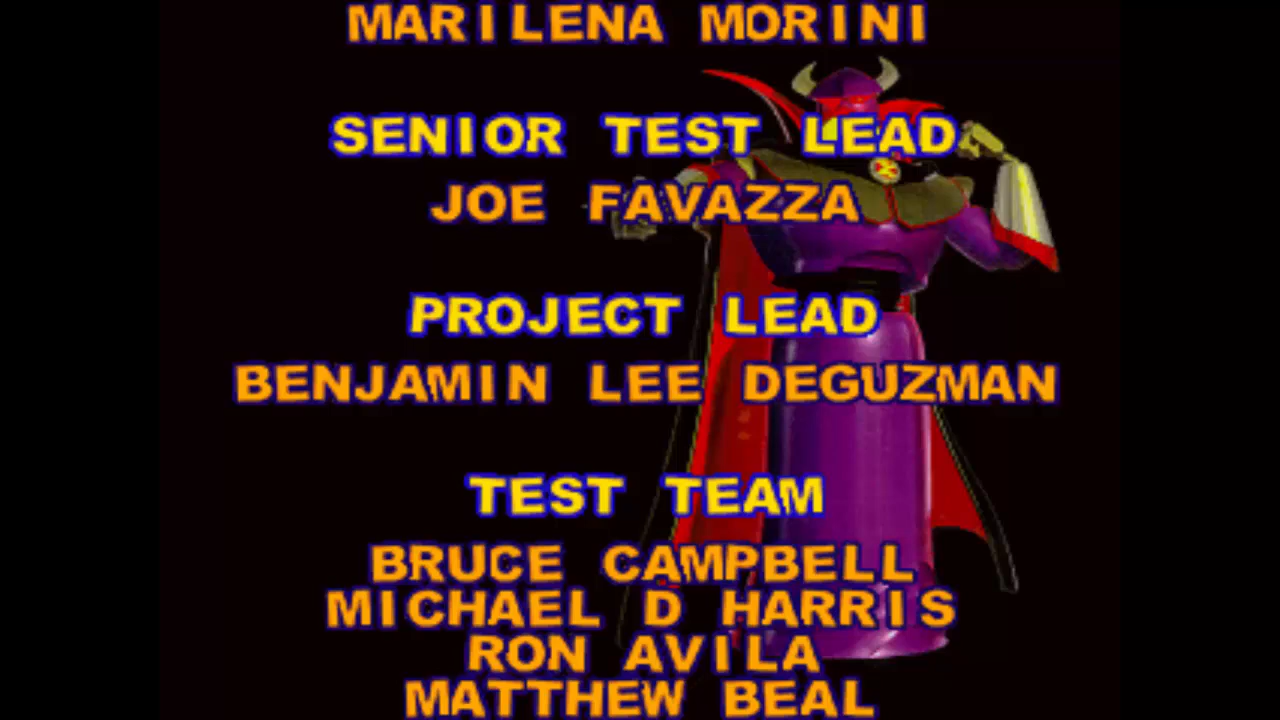 MARILENA MORINI
SENIOR TEST LEAD
JOE FAVAZZA
PROJECT LEAD
BENJAMIN LEE DEGUZMAN
TEST TEAM
BRUCE CAMPBELL
MICHAEL D HARRIS
RON AVILA
MATTHEW BEAL